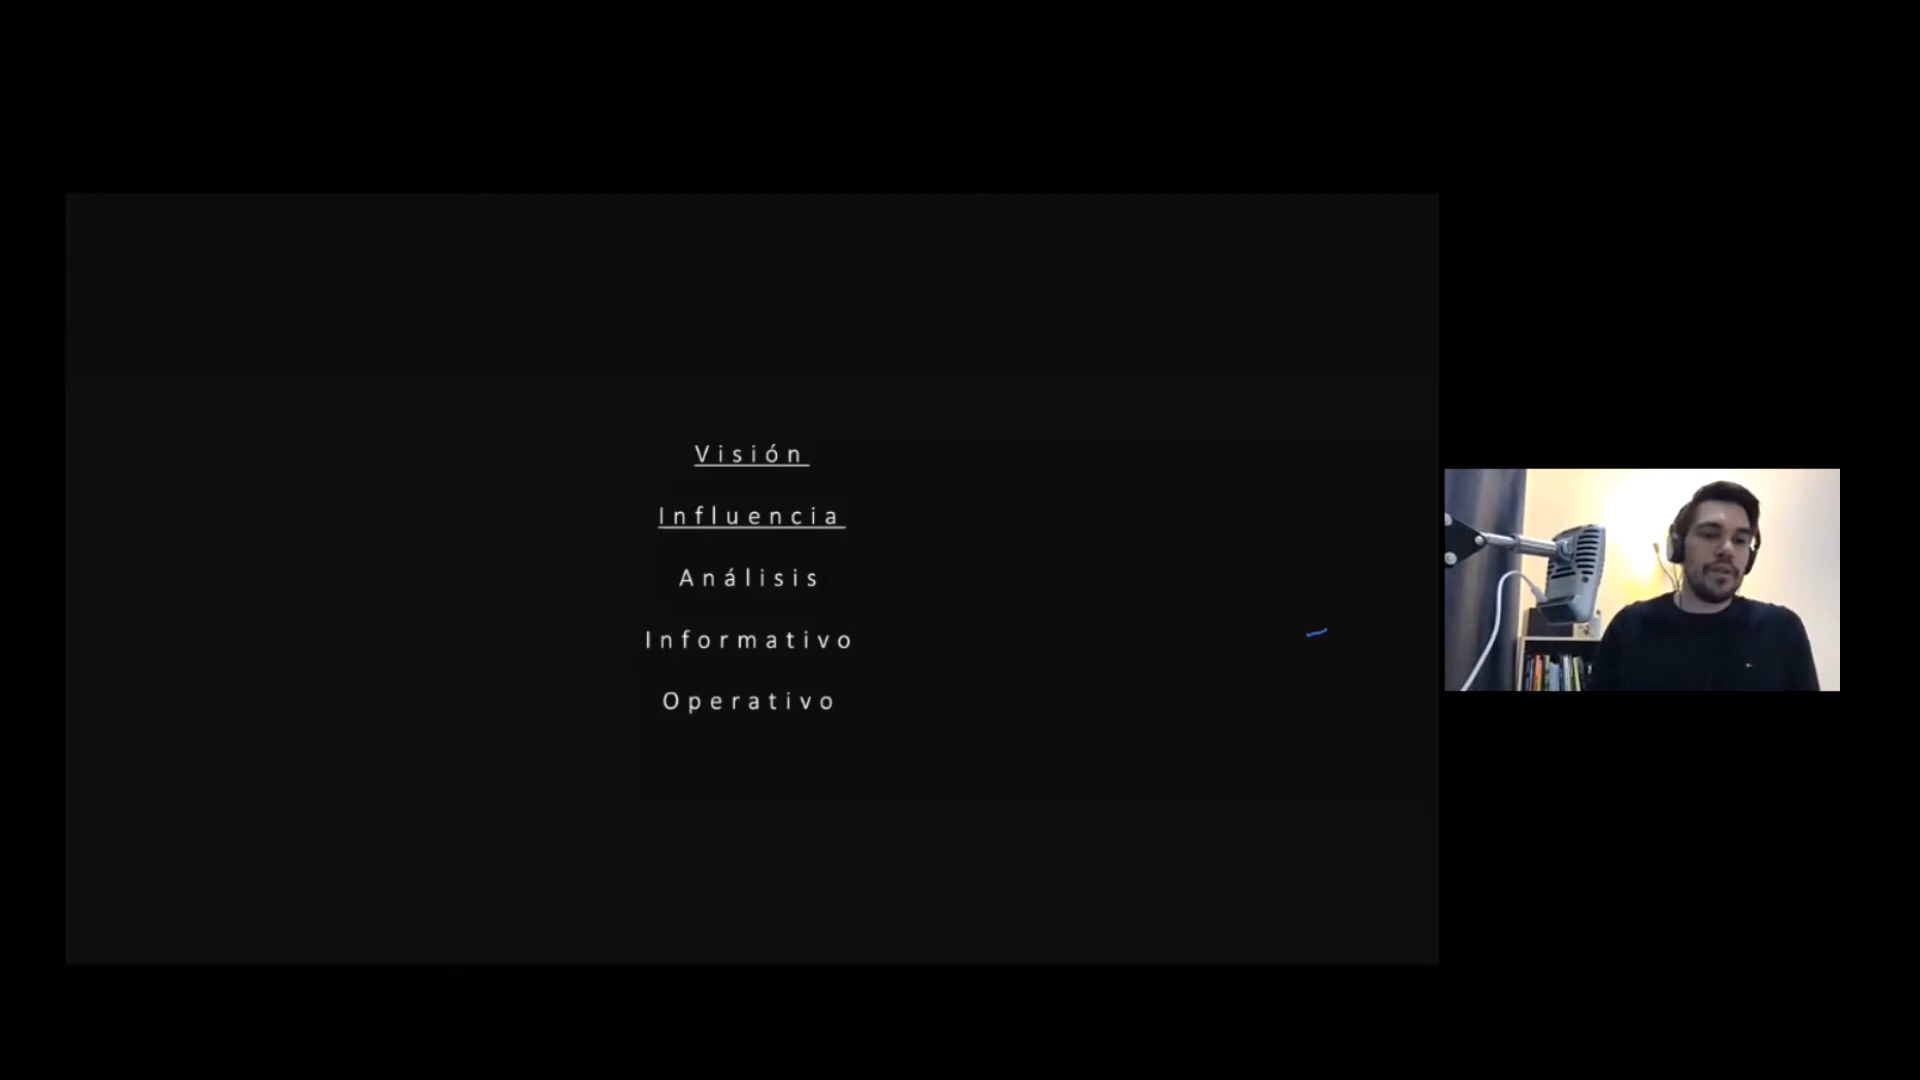 Visión
Influencia
Análisis
Informativo
Operativo